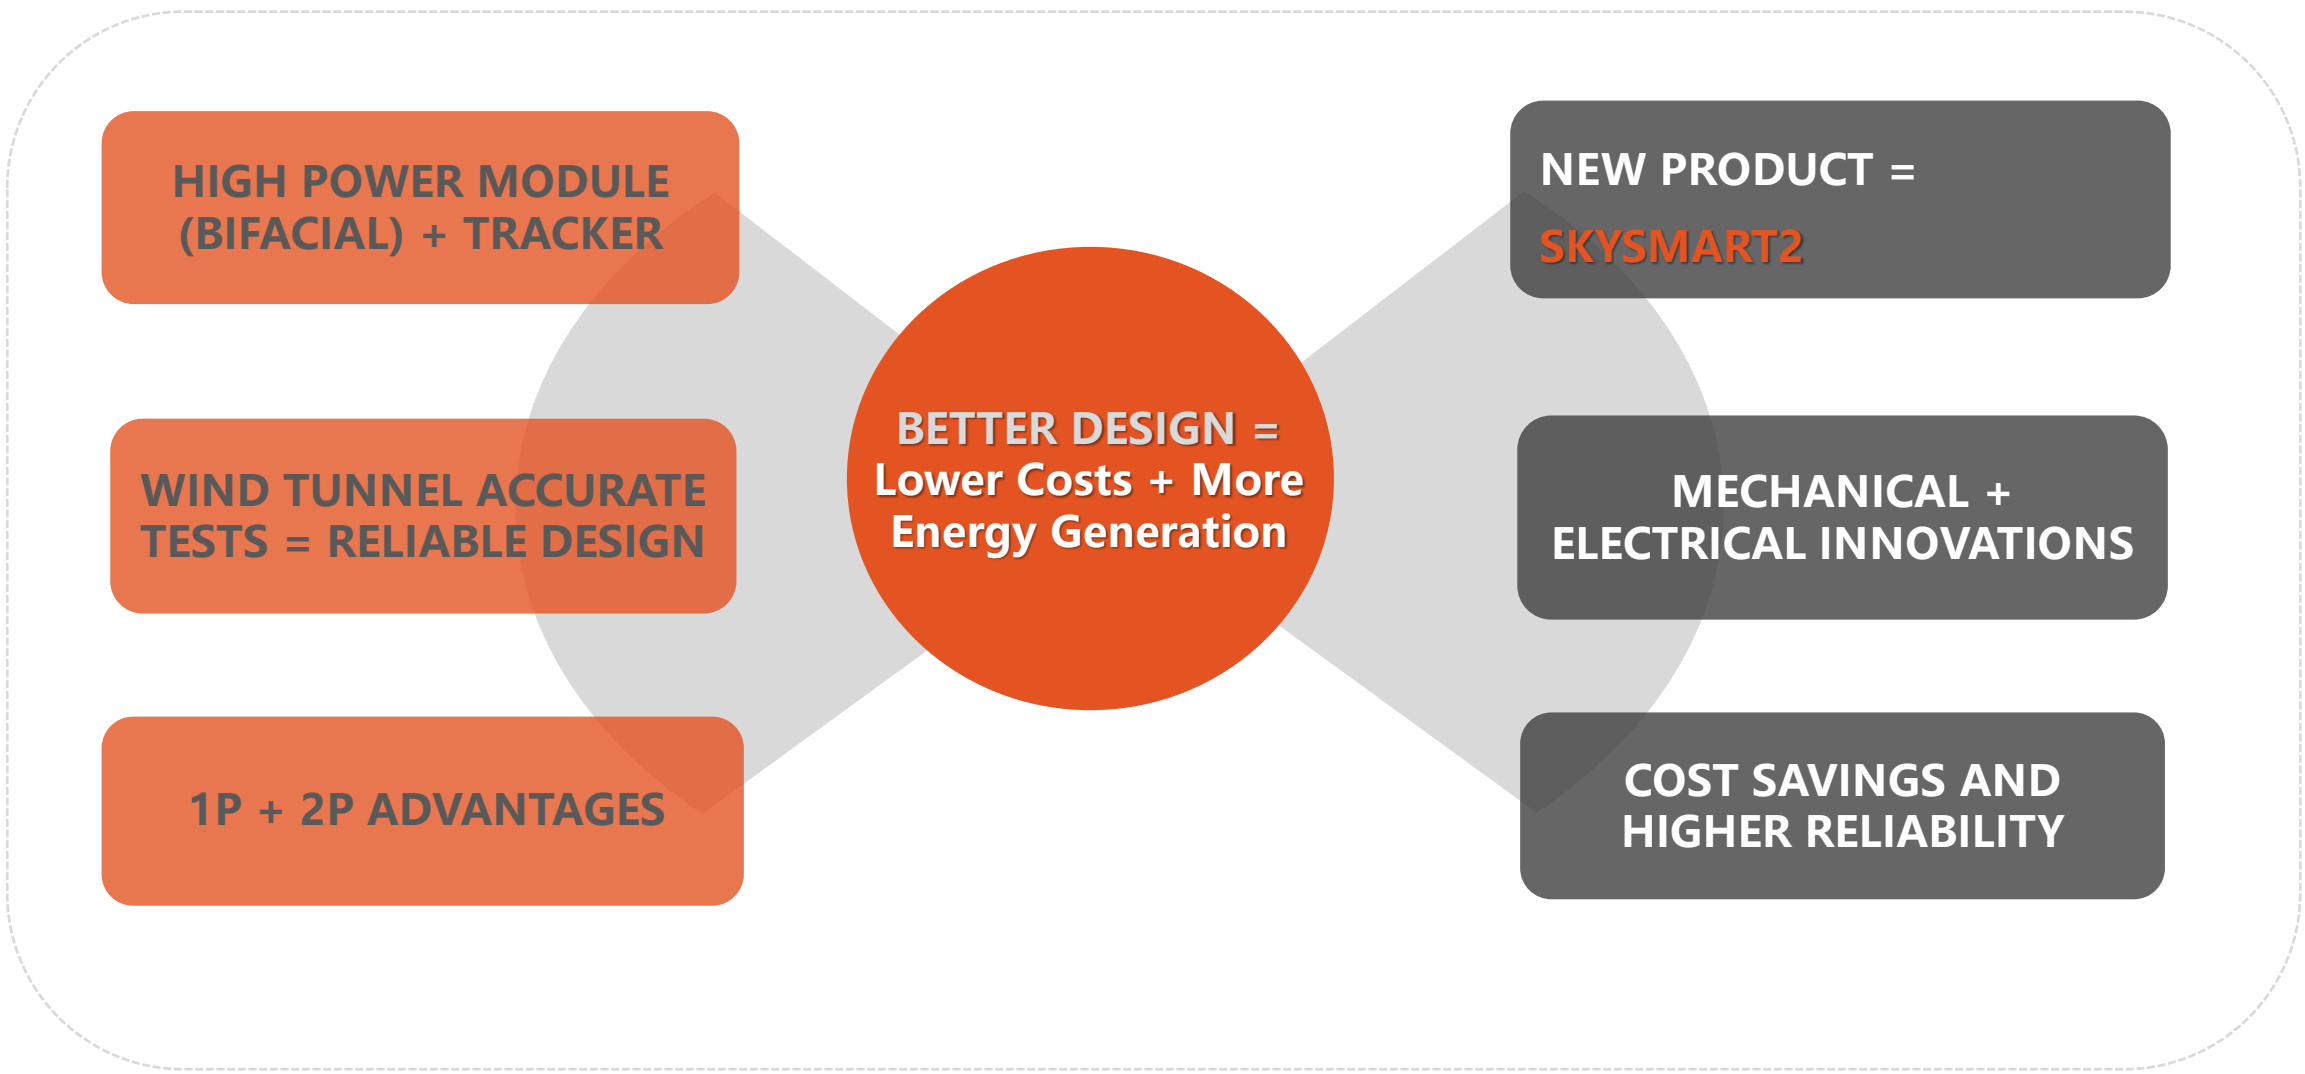 HIGH POWER MODULE
(BIFACIAL) + TRACKER
WIND TUNNEL ACCURATE
TESTS = RELIABLE DESIGN
1P + 2P ADVANTAGES
BETTER DESIGN =
Lower Costs + More
Energy Generation
NEW PRODUCT =
SKYSMART2
MECHANICAL +
ELECTRICAL INNOVATIONS
COST SAVINGS AND
HIGHER RELIABILITY